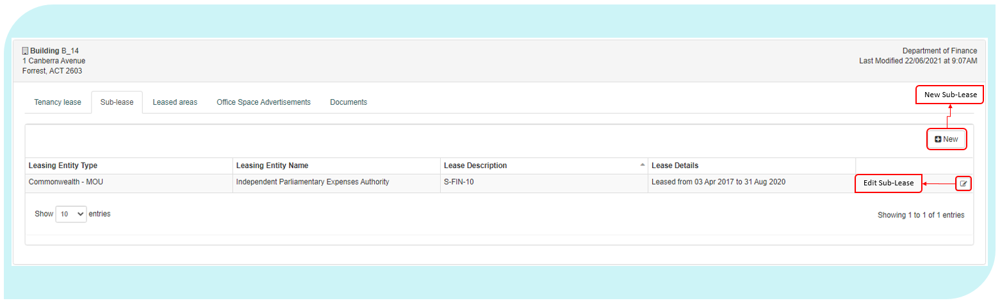 Building B_14
1 Canberra Avenue
Forrest, ACT 2603
Department of Finance
Last Modified 22/06/2021 at 9:07AM
Tenancy lease Sub-lease Leased areas Office Space Advertisements Documents
New Sub-Lease
New
Leasing Entity Type Leasing Entity Name Lease Description Lease Details
Commonwealth - MOU Independent Parliamentary Expenses Authority S-FIN-10 Leased from 03 Apr 2017 to 31 Aug 2020 Edit Sub-Lease
Show 10 entries Showing 1 to 1 of 1 entries